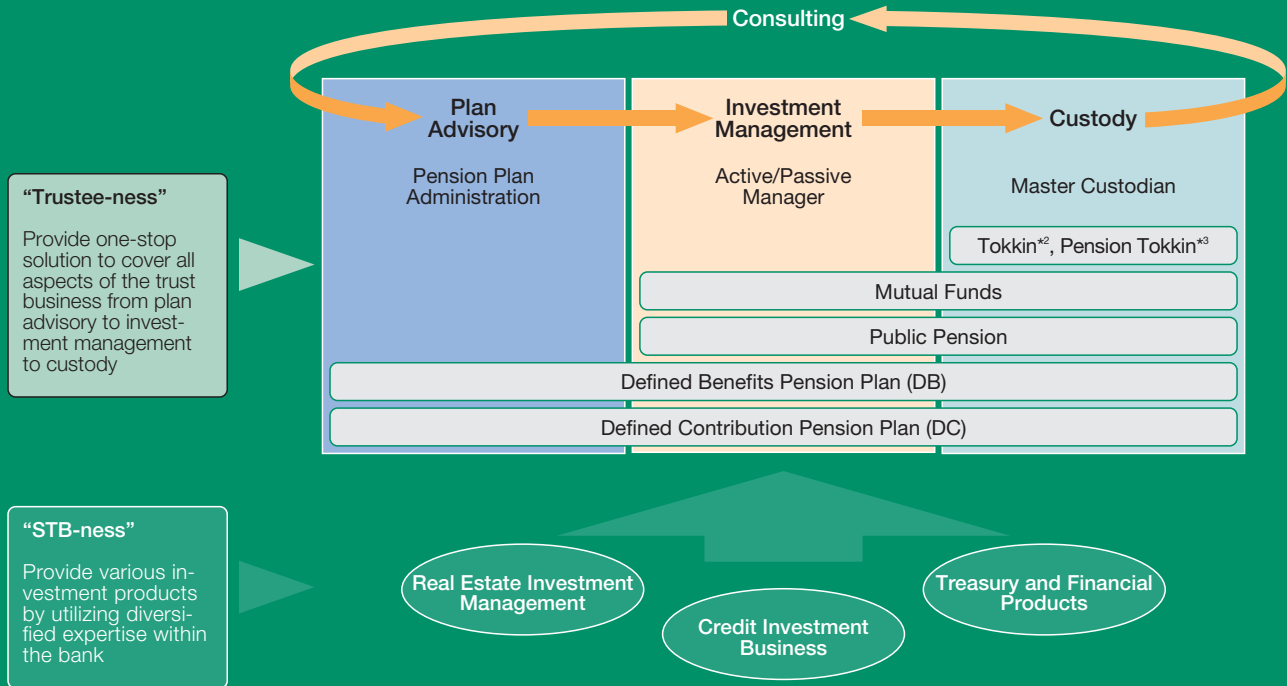 Consulting
Plan
Advisory
Investment
Management
Custody
Pension Plan
Administration
Active/Passive
Manager
Master Custodian
“Trustee-ness”
Provide one-stop
solution to cover all
aspects of the trust
business from plan
advisory to invest-
ment management
to custody
Tokkin*2, Pension Tokkin*3
Mutual Funds
Public Pension
Defined Benefits Pension Plan (DB)
Defined Contribution Pension Plan (DC)
“STB-ness”
Provide various in-
vestment products
by utilizing diversi-
fied expertise within
the bank
Real Estate Investment
Management
Credit Investment
Business
Treasury and Financial
Products